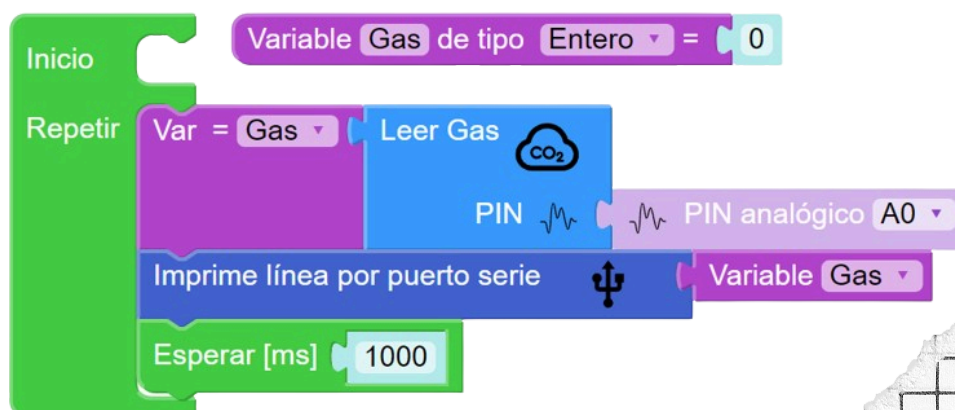 Inicio
Variable Gas de tipo Entero = 0
Repetir
Var = Gas
Leer Gas
CO₂
PIN
PIN analógico A0
Imprime línea por puerto serie
Variable Gas
Esperar [ms] 1000